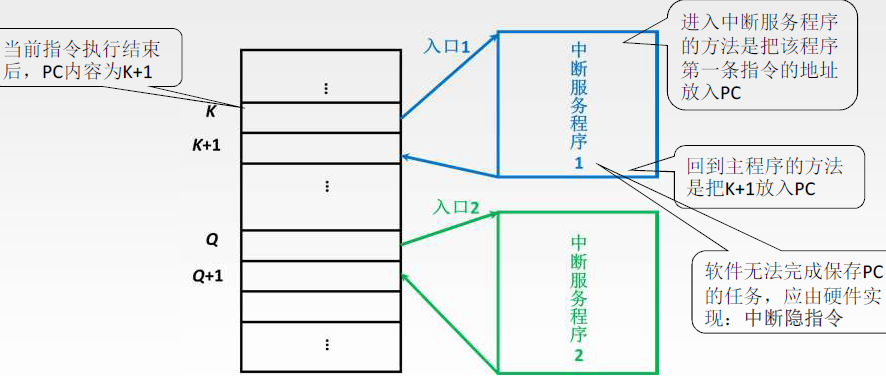 当前指令执行结束
后，PC内容为K+1
K
K+1
Q
Q+1
⋮
⋮
⋮
入口1
中断服务程序1
入口2
中断服务程序2
进入中断服务程序
的方法是把该程序
第一条指令的地址
放入PC
回到主程序的方法
是把K+1放入PC
软件无法完成保存PC
的任务，应由硬件实
现：中断隐指令